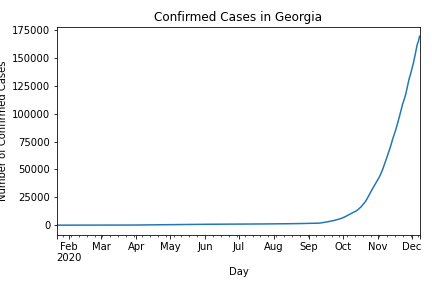 Confirmed Cases in Georgia
Number of Confirmed Cases
175000
150000
125000
100000
75000
50000
25000
0
Feb Mar Apr May Jun Jul Aug Sep Oct Nov Dec
2020
Day